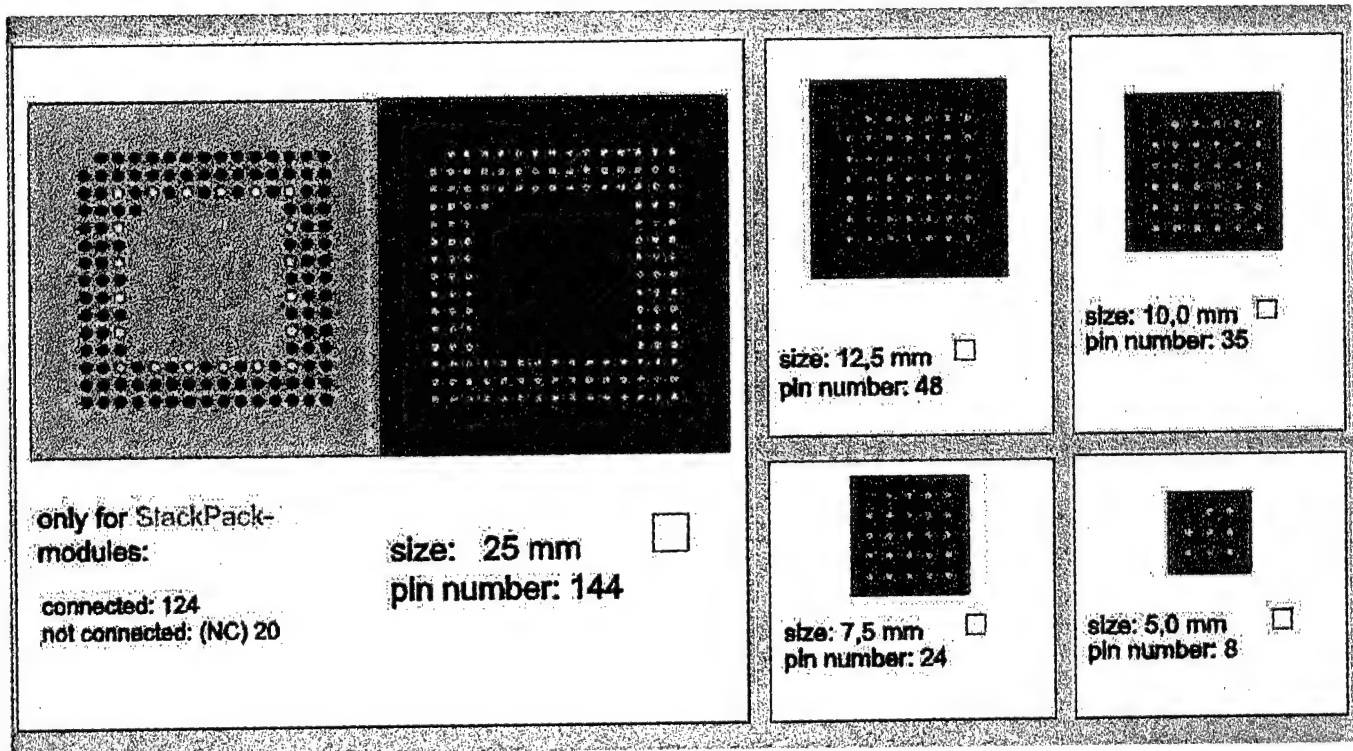 only for StackPack-
modules:
connected: 124
not connected: (NC) 20
size: 25 mm
pin number: 144
size: 12,5 mm
pin number: 48
size: 10,0 mm
pin number: 35
size: 7,5 mm
pin number: 24
size: 5,0 mm
pin number: 8